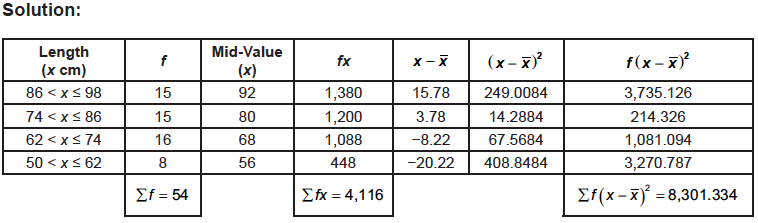 Solution:
Length (x cm) f Mid-Value (x) fx x – x̄ (x – x̄)² f(x – x̄)²
86 < x ≤ 98 15 92 1,380 15.78 249.0084 3,735.126
74 < x ≤ 86 15 80 1,200 3.78 14.2884 214.326
62 < x ≤ 74 16 68 1,088 −8.22 67.5684 1,081.094
50 < x ≤ 62 8 56 448 −20.22 408.8484 3,270.787
∑f = 54 ∑fx = 4,116 ∑f(x – x̄)² = 8,301.334